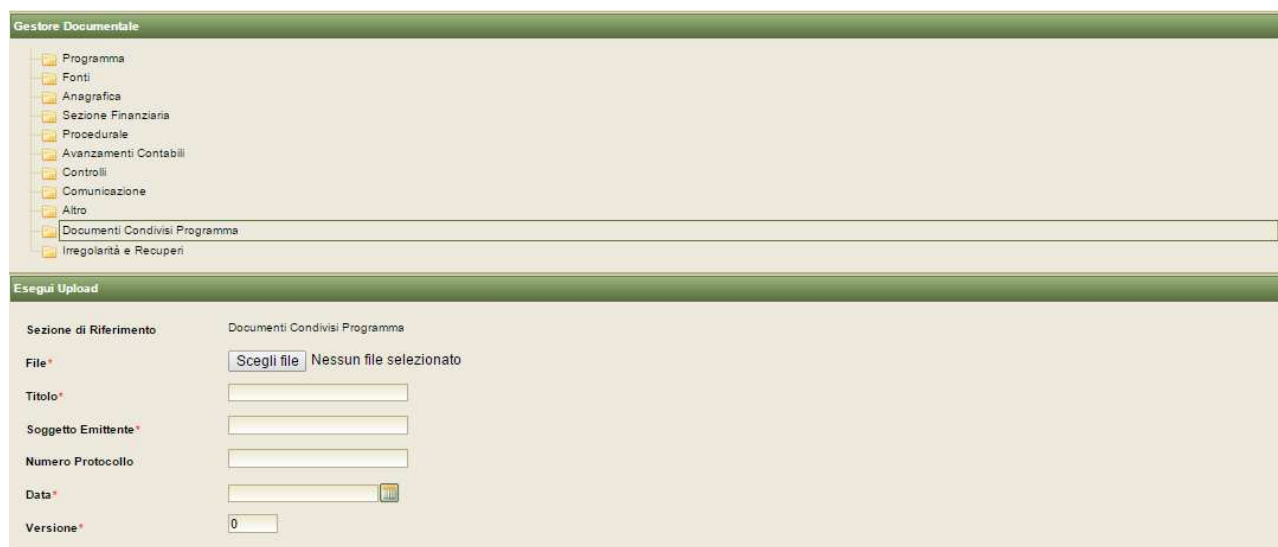 Gestore Documentale
Programma
Fonti
Anagrafica
Sezione Finanziaria
Procedurale
Avanzamenti Contabili
Controlli
Comunicazione
Altro
Documenti Condivisi Programma
Irregolarità e Recuperi
Esegui Upload
Sezione di Riferimento Documenti Condivisi Programma
File* Scegli file Nessun file selezionato
Titolo*
Soggetto Emittente*
Numero Protocollo
Data*
Versione* 0